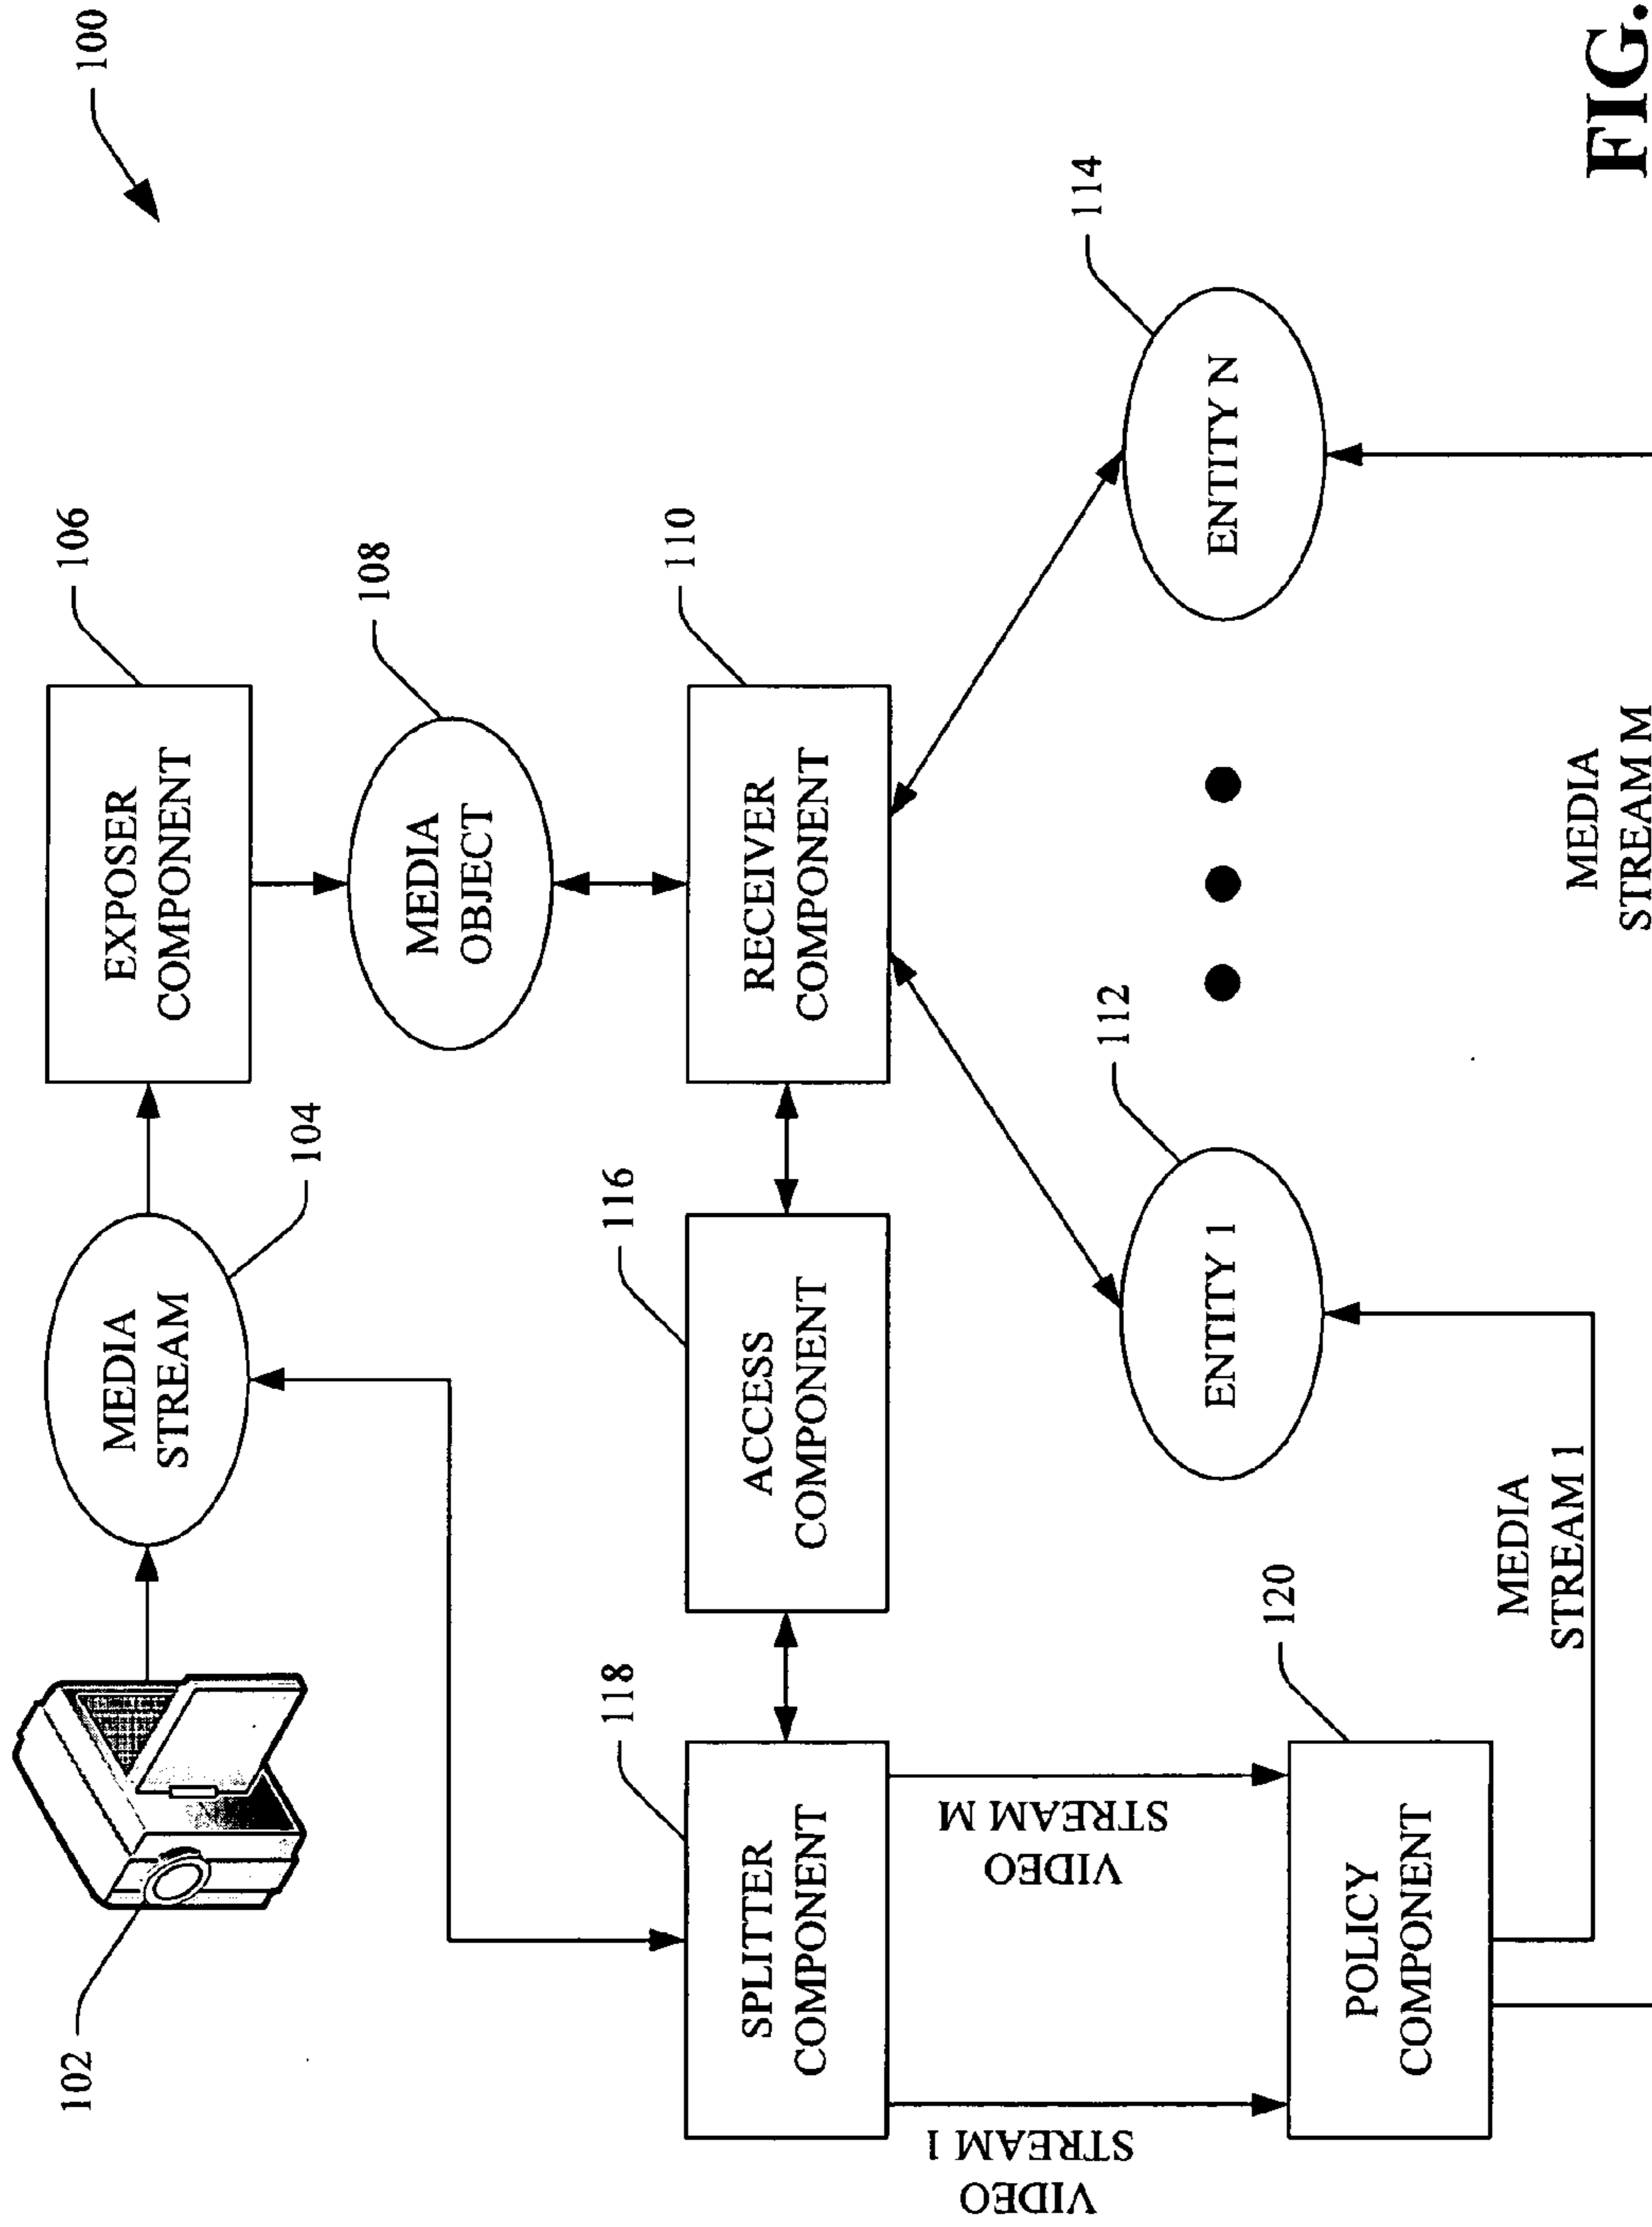 100
102
MEDIA
STREAM
104
EXPOSER
COMPONENT
106
MEDIA
OBJECT
108
SPLITTER
COMPONENT
118
ACCESS
COMPONENT
116
RECEIVER
COMPONENT
110
VIDEO
STREAM 1
VIDEO
STREAM M
ENTITY 1
112
ENTITY N
114
POLICY
COMPONENT
120
MEDIA
STREAM 1
MEDIA
STREAM M
FIG.